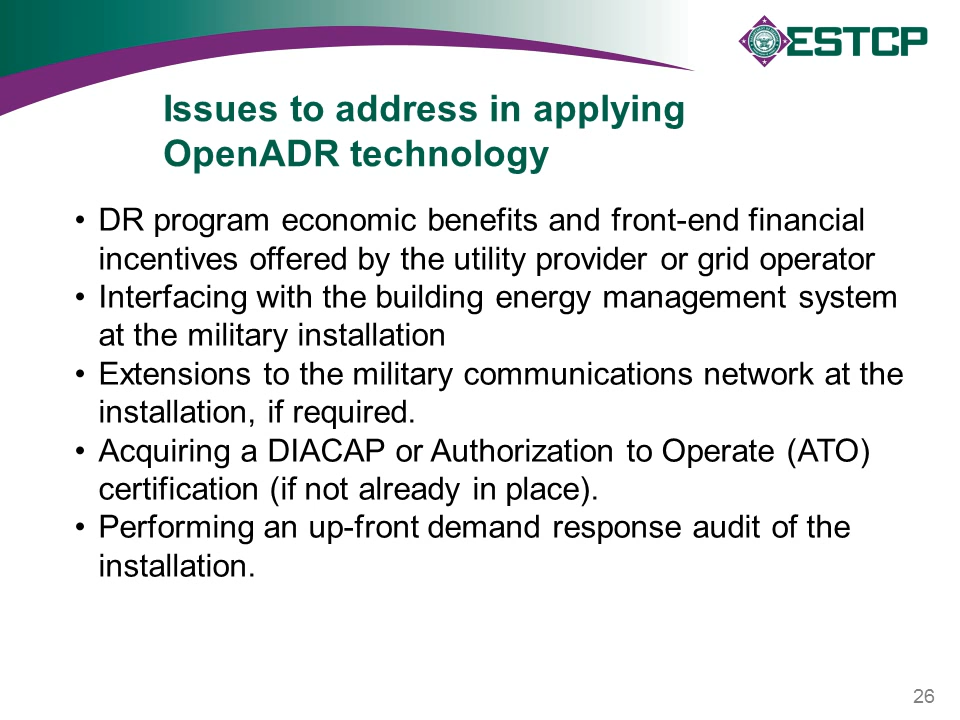 ESTCP
Issues to address in applying
OpenADR technology
• DR program economic benefits and front-end financial
incentives offered by the utility provider or grid operator
• Interfacing with the building energy management system
at the military installation
• Extensions to the military communications network at the
installation, if required.
• Acquiring a DIACAP or Authorization to Operate (ATO)
certification (if not already in place).
• Performing an up-front demand response audit of the
installation.
26